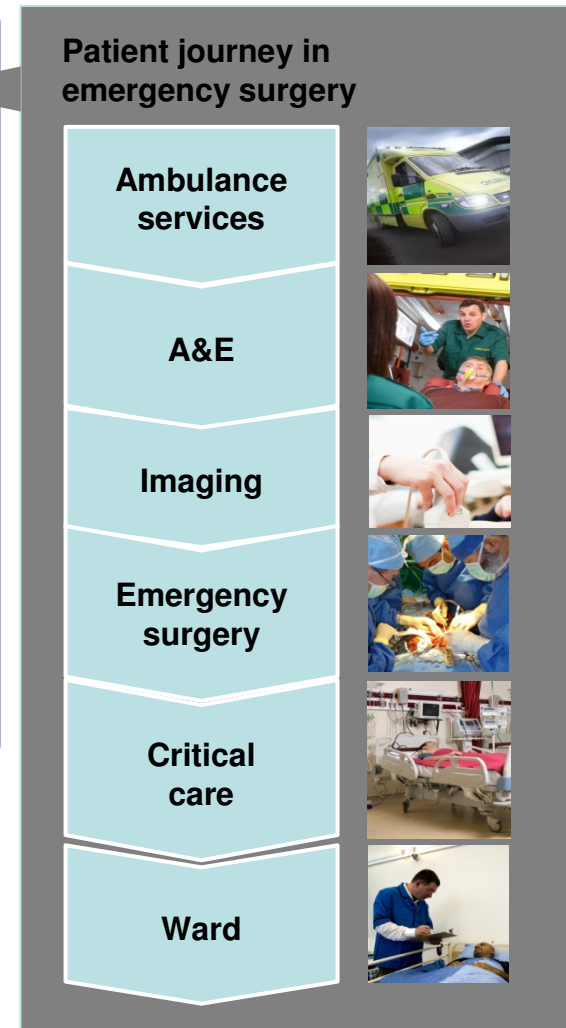 Patient journey in
emergency surgery
Ambulance
services
A&E
Imaging
Emergency
surgery
Critical
care
Ward